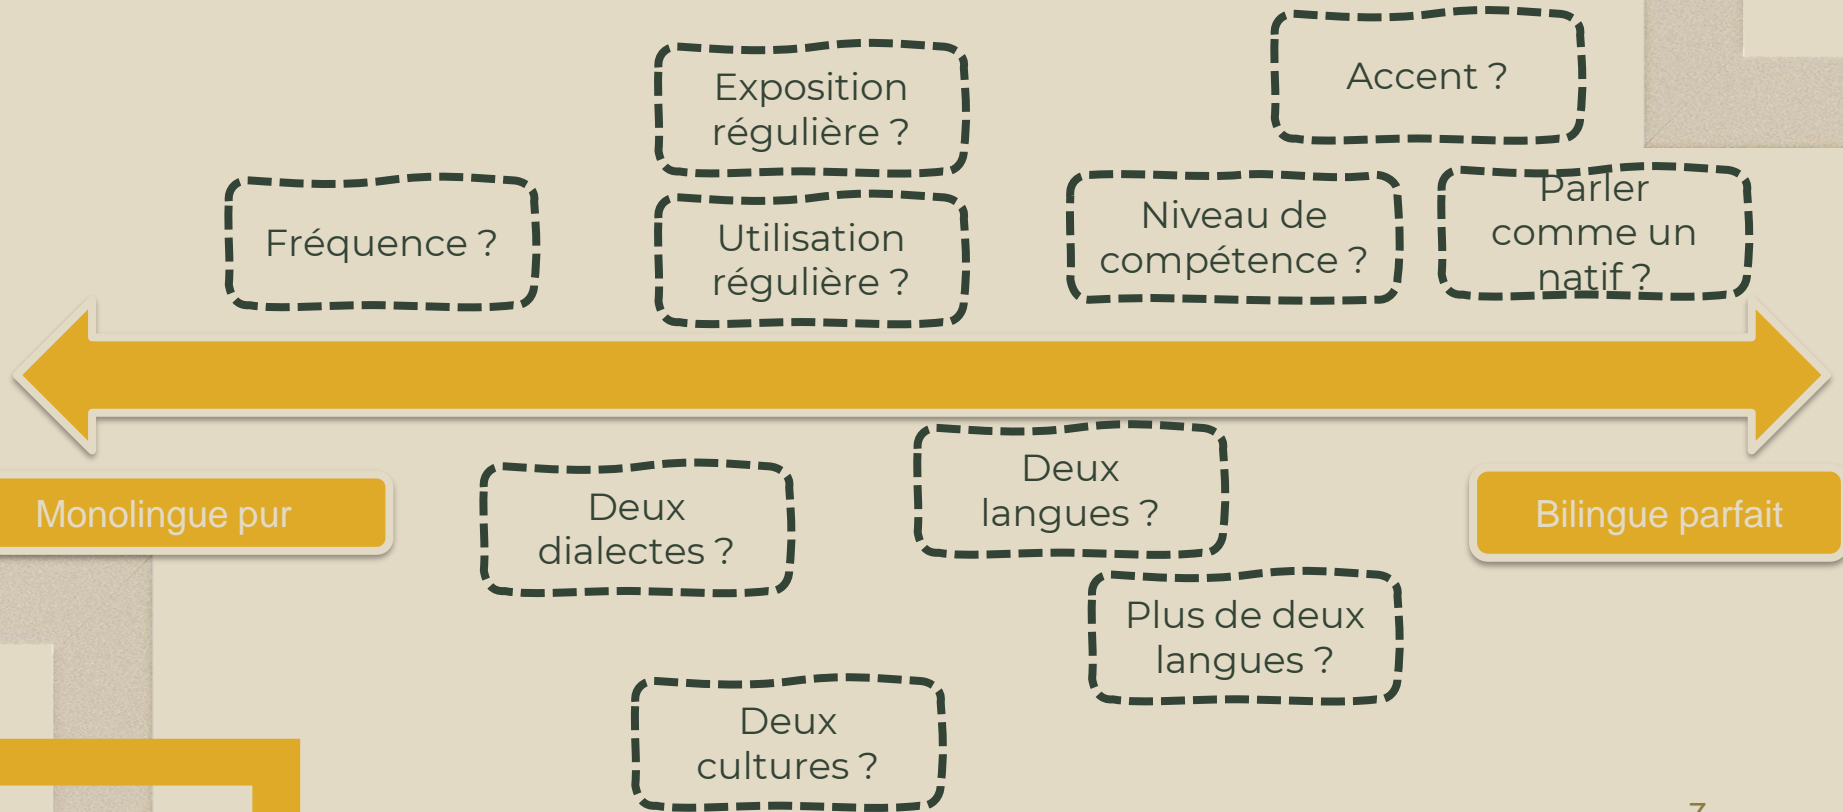 Accent ?
Exposition
régulière ?
Fréquence ?
Utilisation
régulière ?
Niveau de
compétence ?
Parler
comme un
natif ?
Monolingue pur
Deux
dialectes ?
Deux
langues ?
Bilingue parfait
Plus de deux
langues ?
Deux
cultures ?